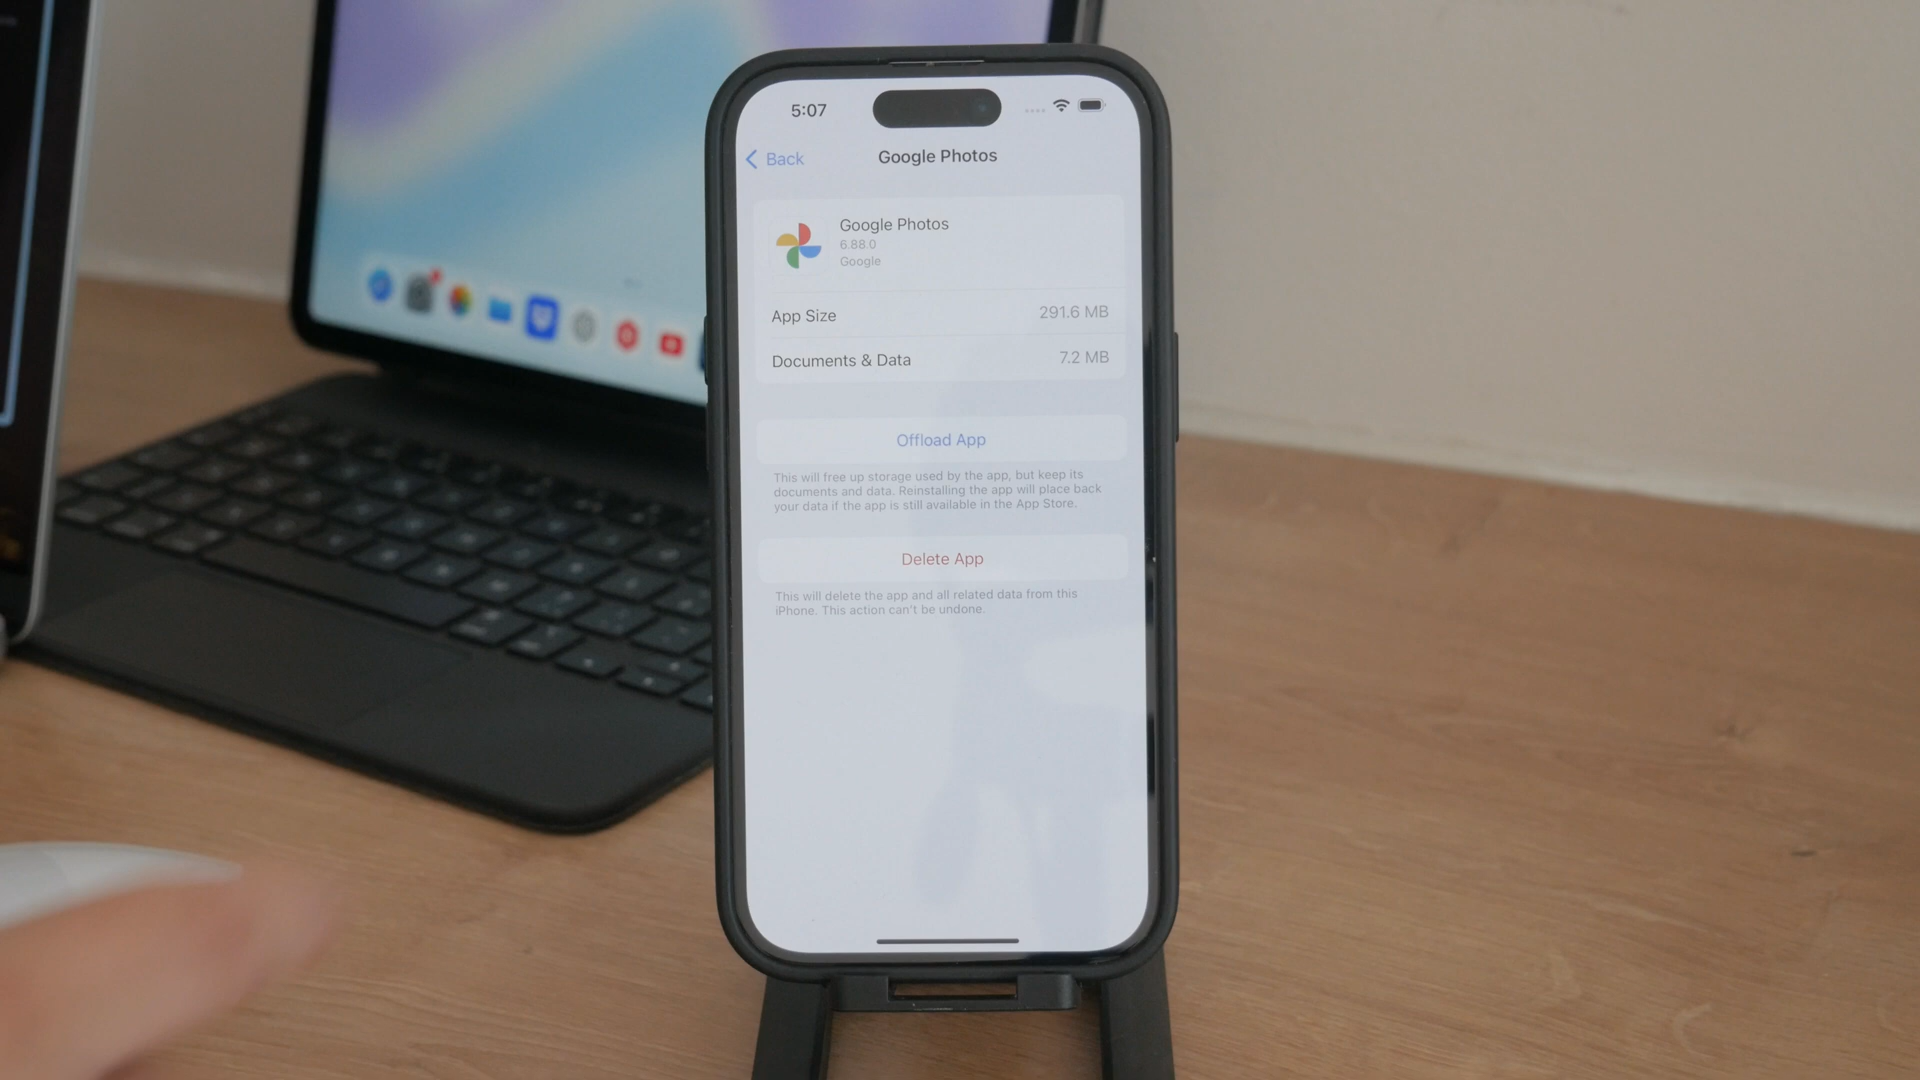 5:07
Back
Google Photos
Google Photos
6.88.0
Google
App Size
291.6 MB
Documents & Data
7.2 MB
Offload App
This will free up storage used by the app, but keep its
documents and data. Reinstalling the app will place back
your data if the app is still available in the App Store.
Delete App
This will delete the app and all related data from this
iPhone. This action can't be undone.